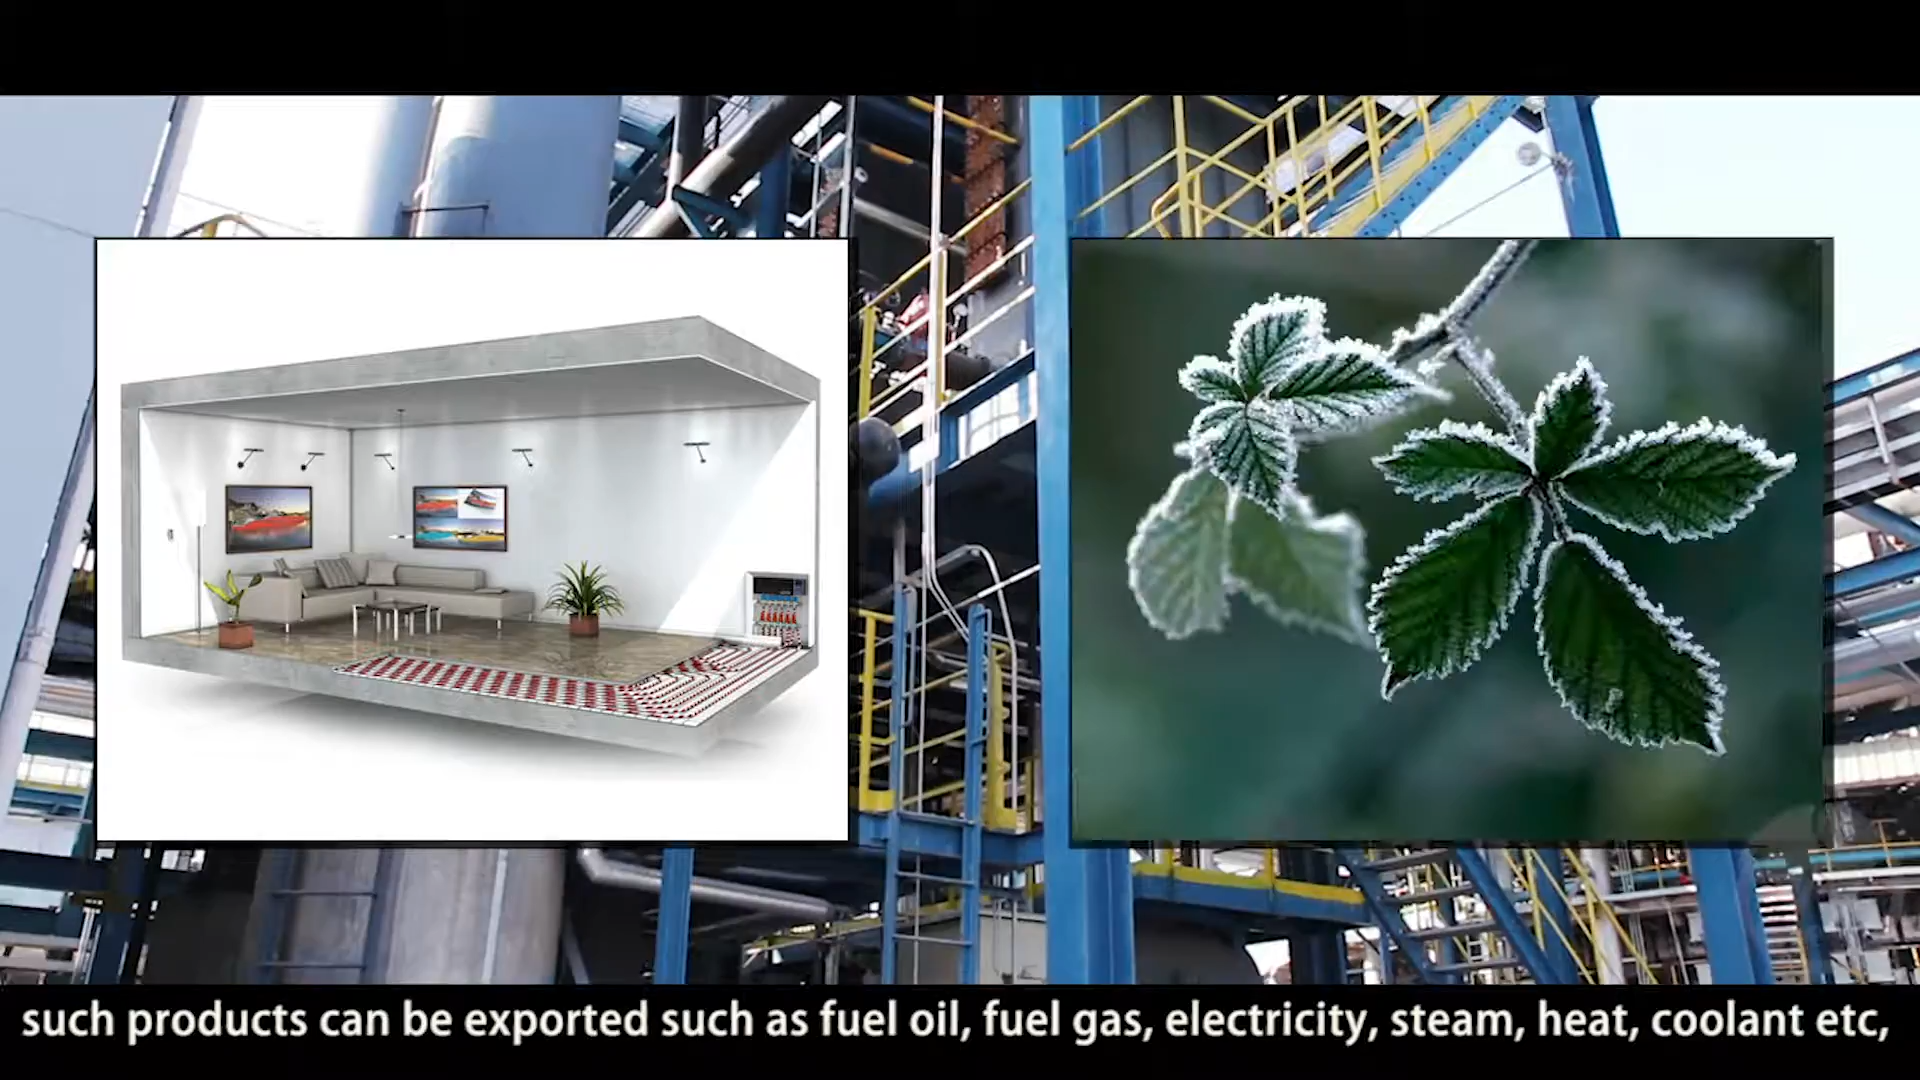 such products can be exported such as fuel oil, fuel gas, electricity, steam, heat, coolant etc,